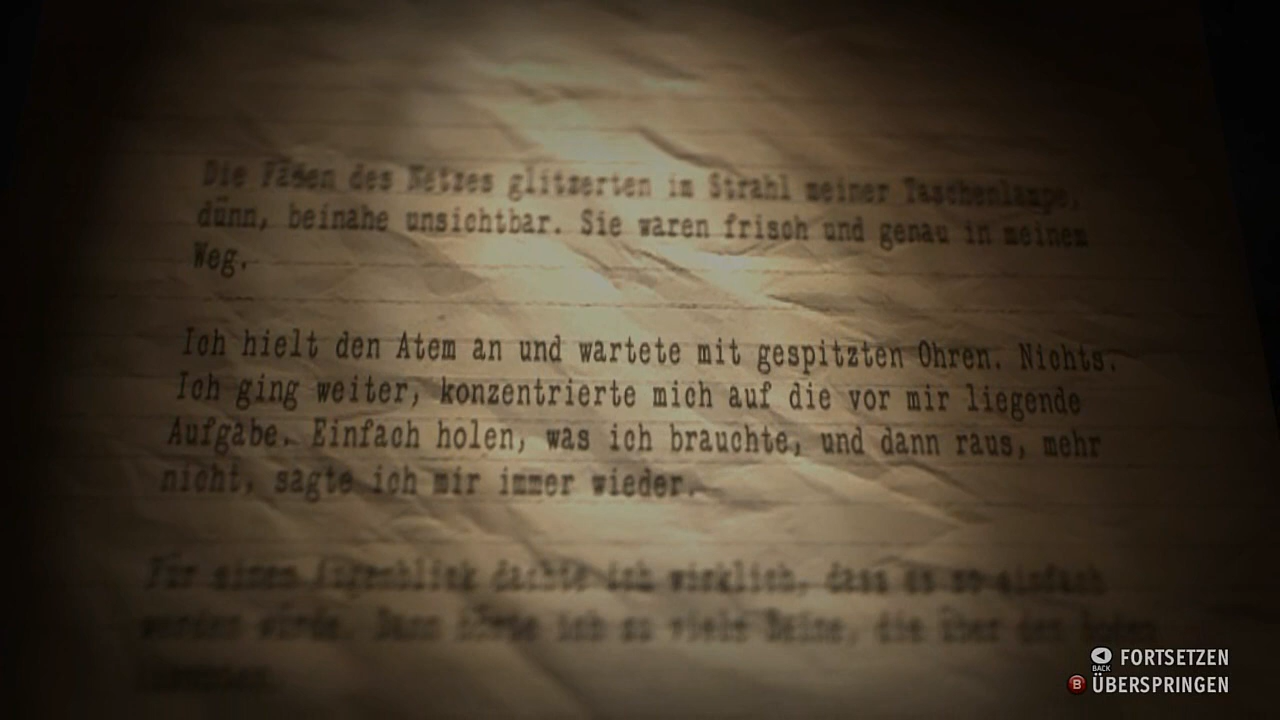 Die Fäden des Netzes glitzerten im Strahl meiner Taschenlampe,
dünn, beinahe unsichtbar. Sie waren frisch und genau in meinem
Weg.
Ich hielt den Atem an und wartete mit gespitzten Ohren. Nichts.
Ich ging weiter, konzentrierte mich auf die vor mir liegende
Aufgabe. Einfach holen, was ich brauchte, und dann raus, mehr
nicht, sagte ich mir immer wieder.
Für einen Augenblick dachte ich wirklich, dass es so einfach
werden würde. Dann hörte ich zu viele Beine, die über den Boden
BACK FORTSETZEN
B ÜBERSPRINGEN